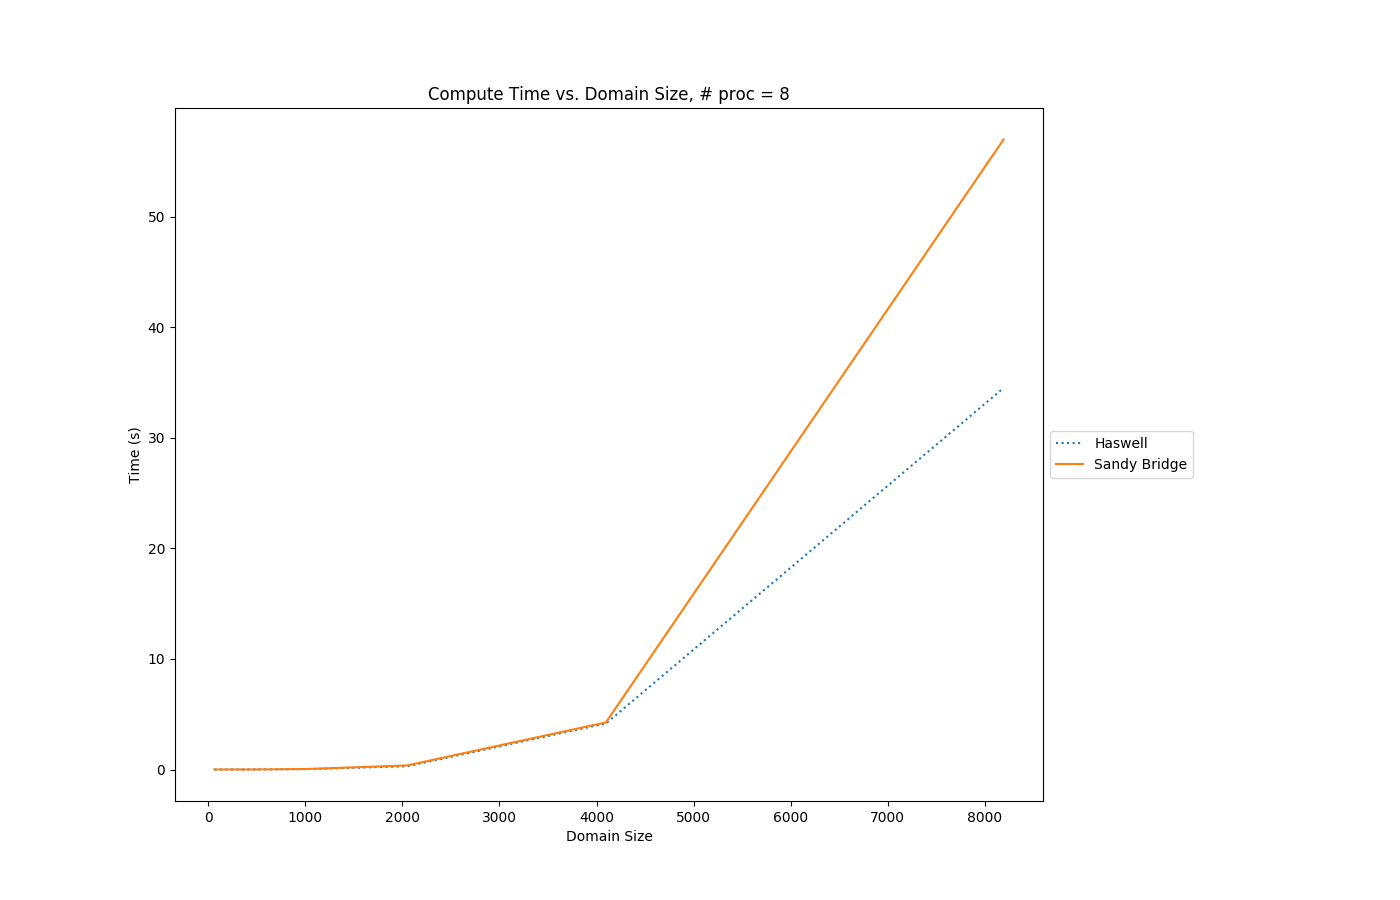 Compute Time vs. Domain Size, # proc = 8
50
40
30
20
10
0
Time (s)
0 1000 2000 3000 4000 5000 6000 7000 8000
Domain Size
Haswell
Sandy Bridge